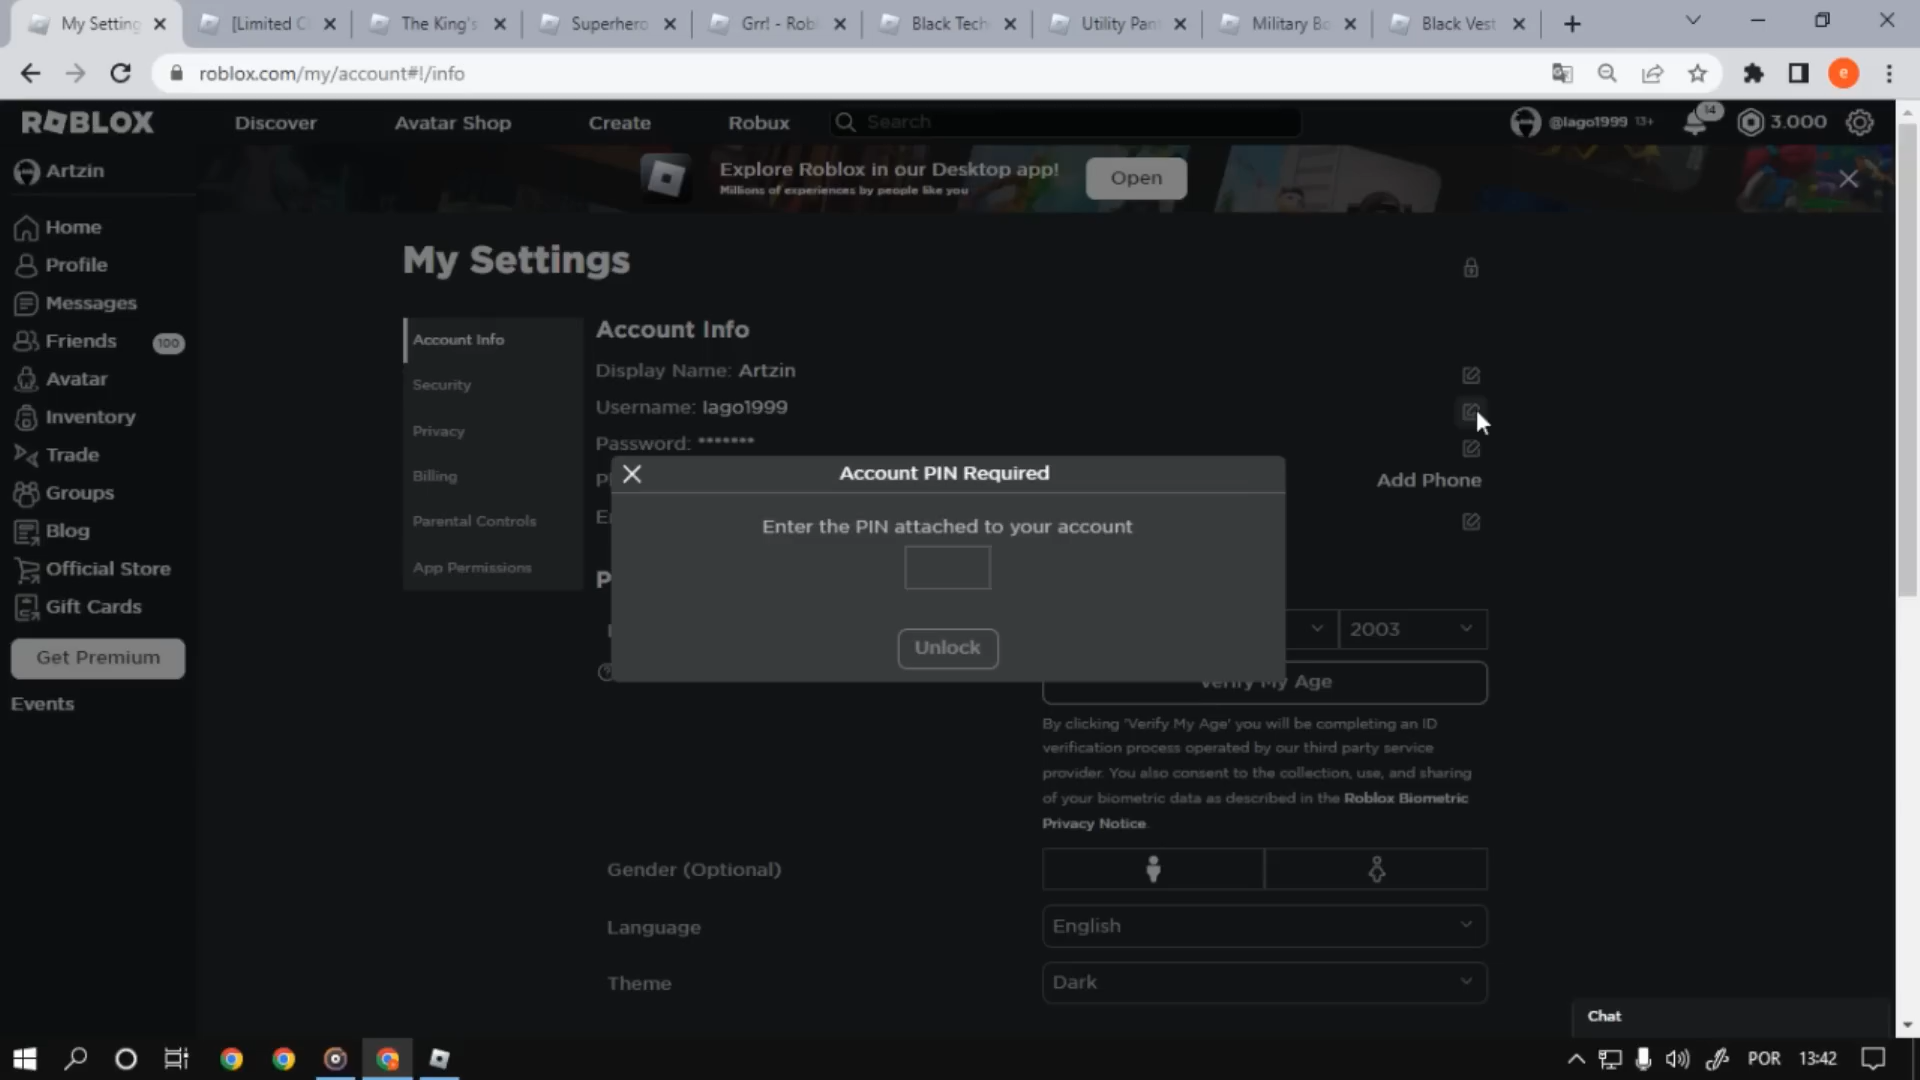 My Setting
[Limited C
The King's
Superhero
Grr! - Rob
Black Tech
Utility Pan
Military Bo
Black Vest
roblox.com/my/account#!/info
e
ROBLOX
Discover
Avatar Shop
Create
Robux
Search
@Iago1999 13+
14
3.000
Artzin
Explore Roblox in our Desktop app!
Millions of experiences by people like you
Open
Home
Profile
Messages
Friends
100
Avatar
Inventory
Trade
Groups
Blog
Official Store
Gift Cards
Get Premium
Events
My Settings
Account Info
Security
Privacy
Billing
Parental Controls
App Permissions
Account Info
Display Name: Artzin
Username: Iago1999
Password: *******
Add Phone
Account PIN Required
Enter the PIN attached to your account
Unlock
2003
Verify My Age
By clicking 'Verify My Age' you will be completing an ID
verification process operated by our third party service
provider. You also consent to the collection, use, and sharing
of your biometric data as described in the Roblox Biometric
Privacy Notice.
Gender (Optional)
Language
English
Theme
Dark
Chat
POR
13:42